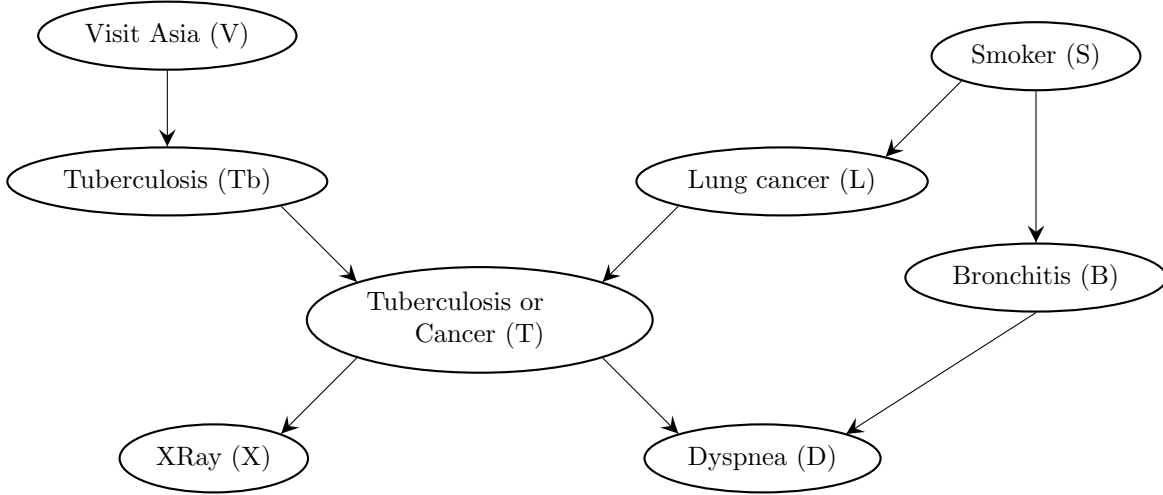 Visit Asia (V)
Smoker (S)
Tuberculosis (Tb)
Lung cancer (L)
Bronchitis (B)
Tuberculosis or
Cancer (T)
XRay (X)
Dyspnea (D)